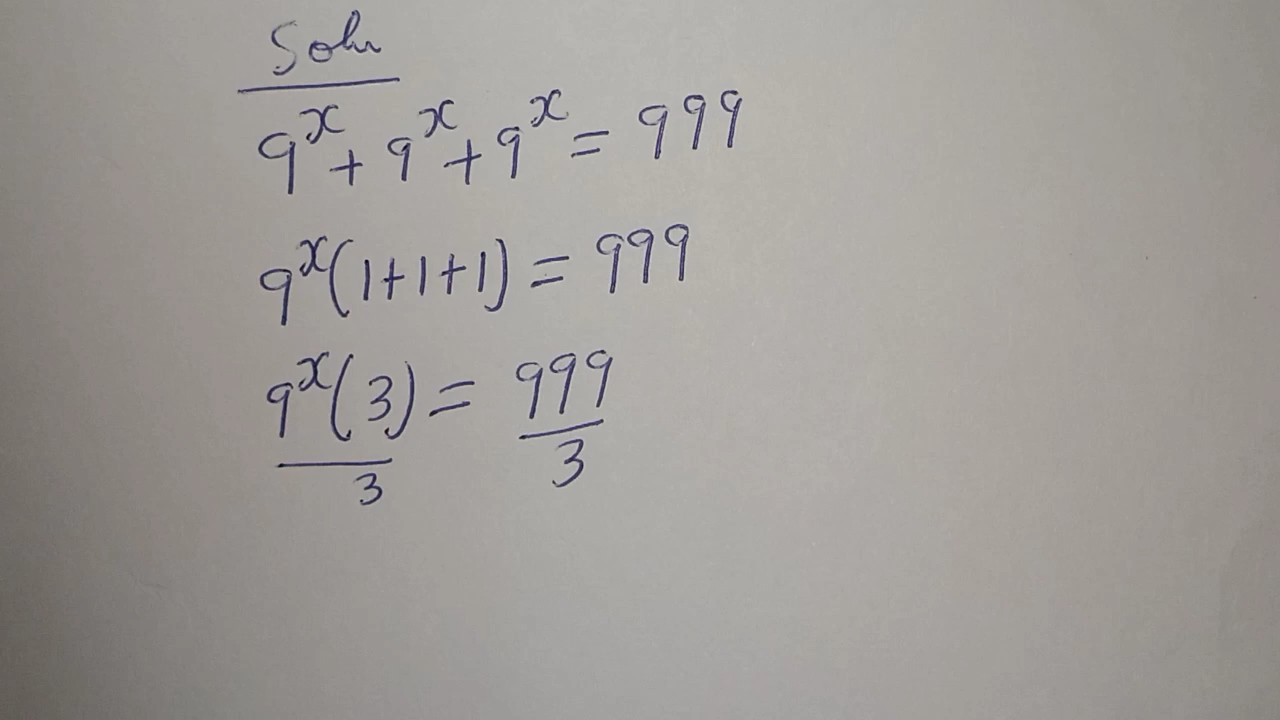 Soln
9^x + 9^x + 9^x = 999
9^x(1+1+1) = 999
9^x(3) = 999
3 3